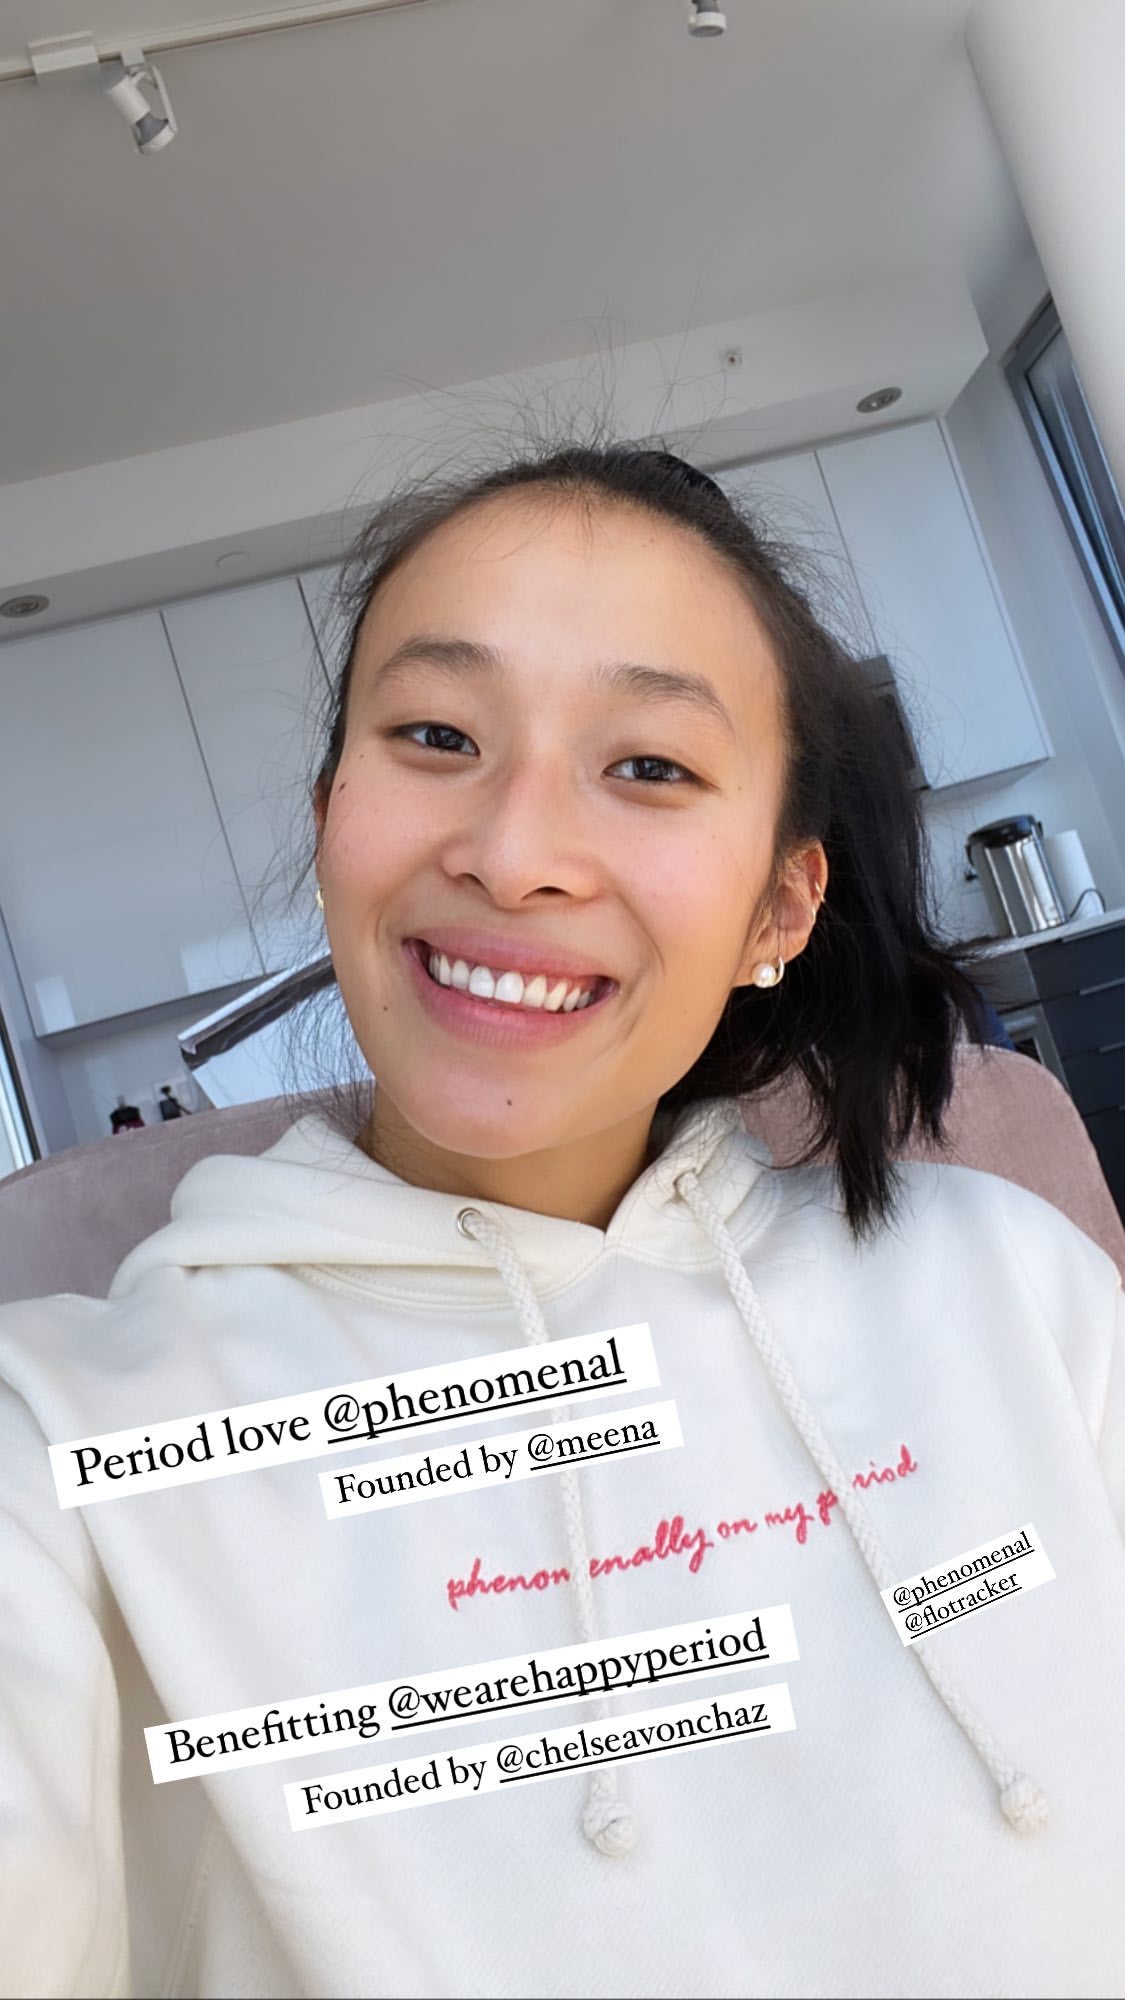 Period love @phenomenal
Founded by @meena
phenomenally on my period
@phenomenal
@flotracker
Benefitting @wearehappyperiod
Founded by @chelseavonchaz